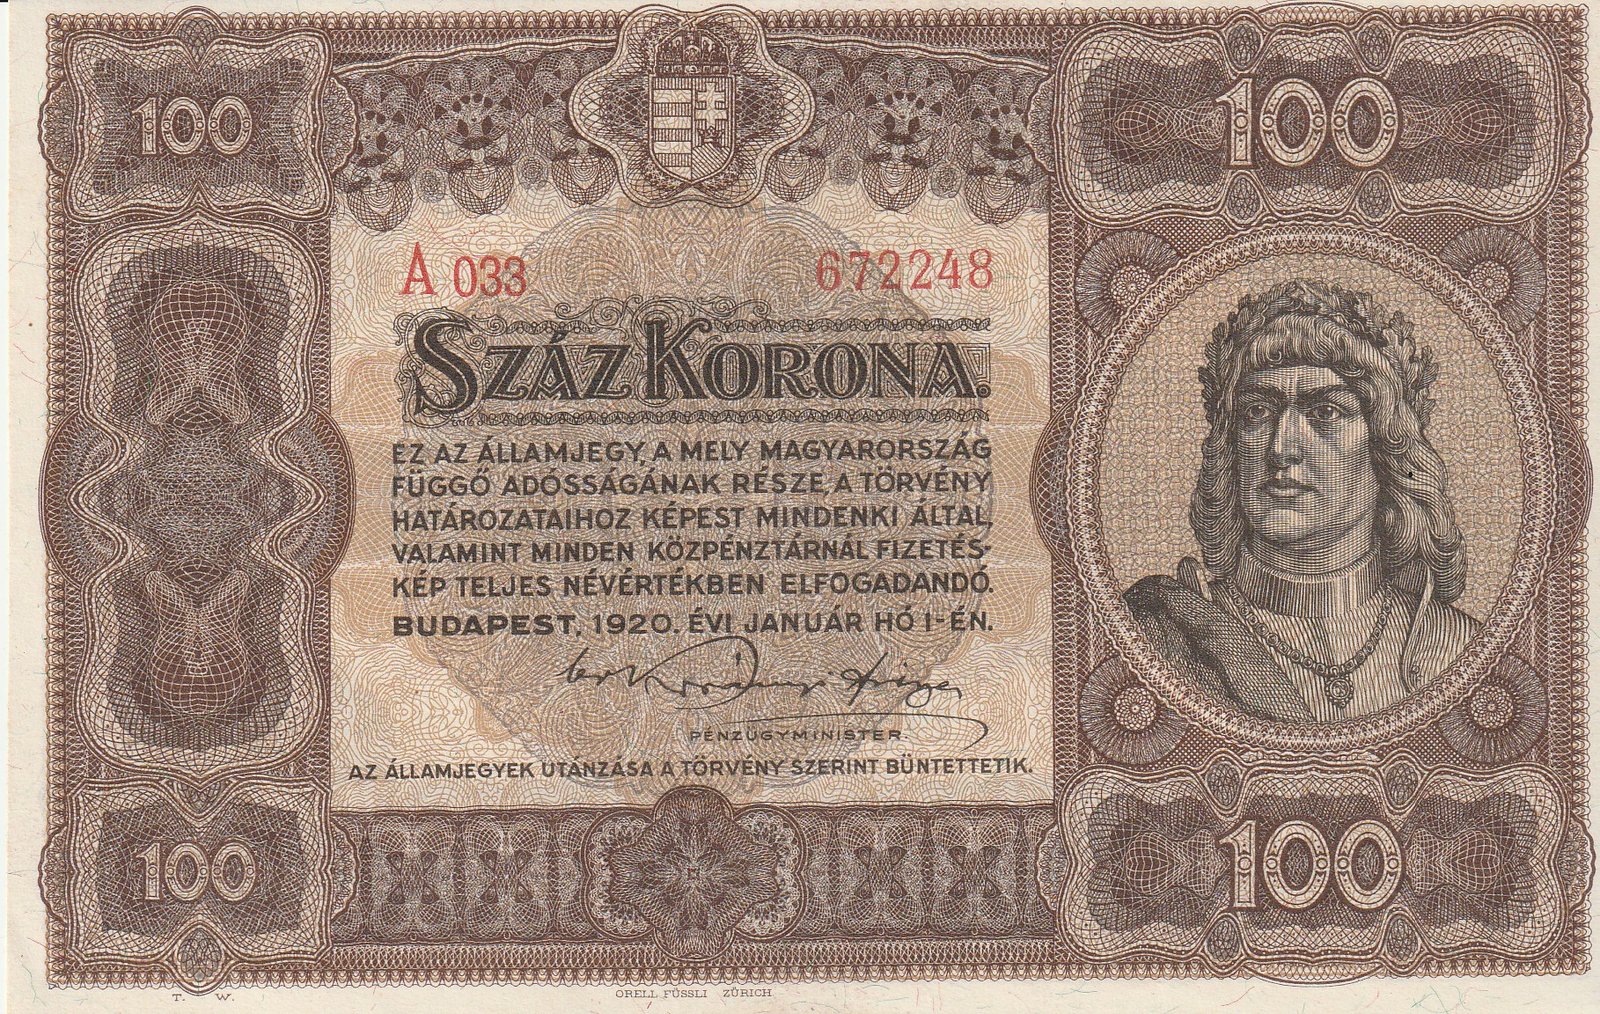 100
100
A 033
672248
SZÁZ KORONA.
EZ AZ ÁLLAMJEGY, A MELY MAGYARORSZÁG
FÜGGŐ ADÓSSÁGÁNAK RÉSZE, A TÖRVÉNY
HATÁROZATAIHOZ KÉPEST MINDENKI ÁLTAL,
VALAMINT MINDEN KÖZPÉNZTÁRNÁL FIZETÉS-
KÉP TELJES NÉVÉRTÉKBEN ELFOGADANDÓ.
BUDAPEST, 1920. ÉVI JANUÁR HÓ 1-ÉN.
PÉNZÜGYMINISTER.
AZ ÁLLAMJEGYEK UTÁNZÁSA A TÖRVÉNY SZERINT BÜNTETTETIK.
100
100
T. W.
ORELL FÜSSLI ZÜRICH